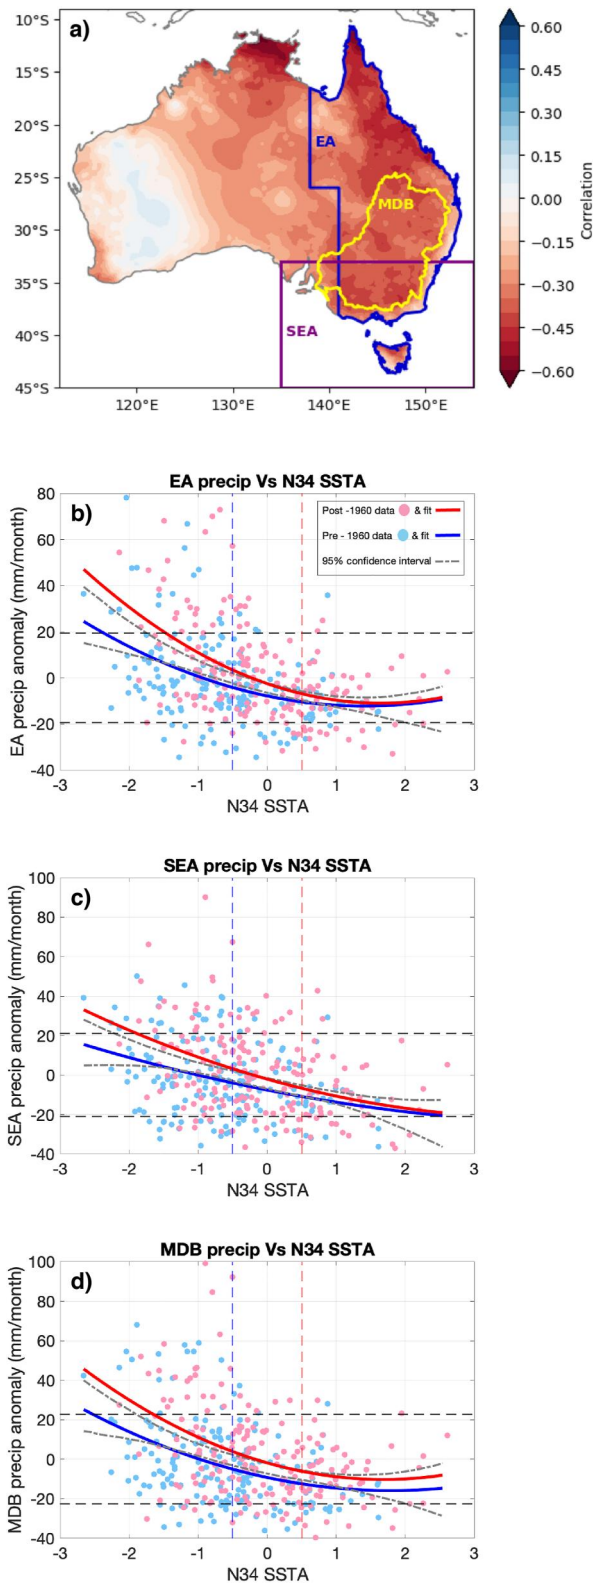 a)
10°S
15°S
20°S
25°S
30°S
35°S
40°S
45°S
EA
MDB
SEA
120°E 130°E 140°E 150°E
0.60
0.45
0.30
0.15
0.00
−0.15
−0.30
−0.45
−0.60
Correlation
EA precip Vs N34 SSTA
b)
Post -1960 data & fit
Pre - 1960 data & fit
95% confidence interval
80
60
40
20
0
-20
-40
EA precip anomaly (mm/month)
-3 -2 -1 0 1 2 3
N34 SSTA
SEA precip Vs N34 SSTA
c)
100
80
60
40
20
0
-20
-40
SEA precip anomaly (mm/month)
-3 -2 -1 0 1 2 3
N34 SSTA
MDB precip Vs N34 SSTA
d)
100
80
60
40
20
0
-20
-40
MDB precip anomaly (mm/month)
-3 -2 -1 0 1 2 3
N34 SSTA